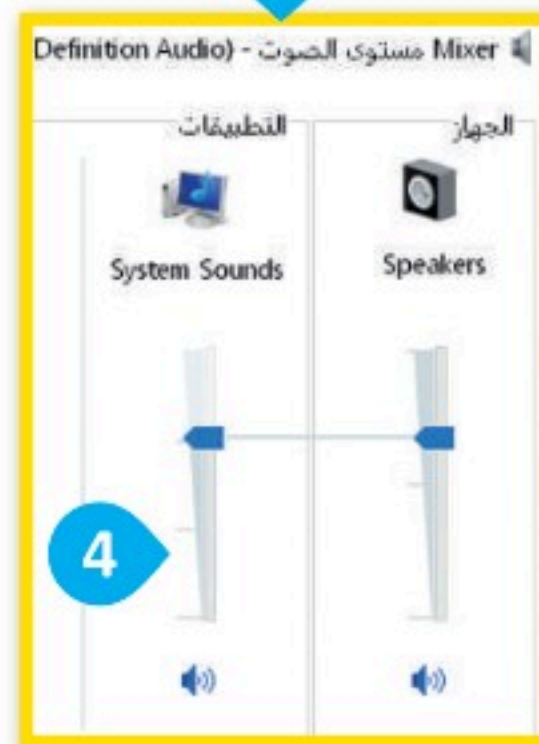 Mixer مستوى الصوت - (Definition Audio
الجهاز
التطبيقات
Speakers
System Sounds
4